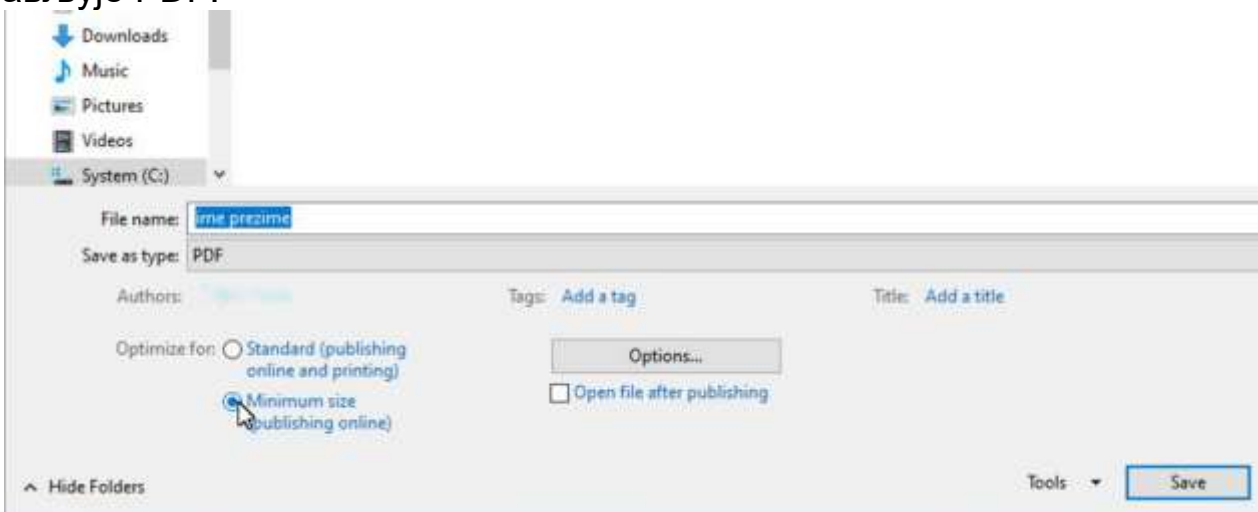 Downloads
Music
Pictures
Videos
System (C:)
File name: ime prezime
Save as type: PDF
Authors: Tags: Add a tag Title: Add a title
Optimize for: Standard (publishing online and printing)
Minimum size (publishing online)
Options...
Open file after publishing
Hide Folders Tools Save